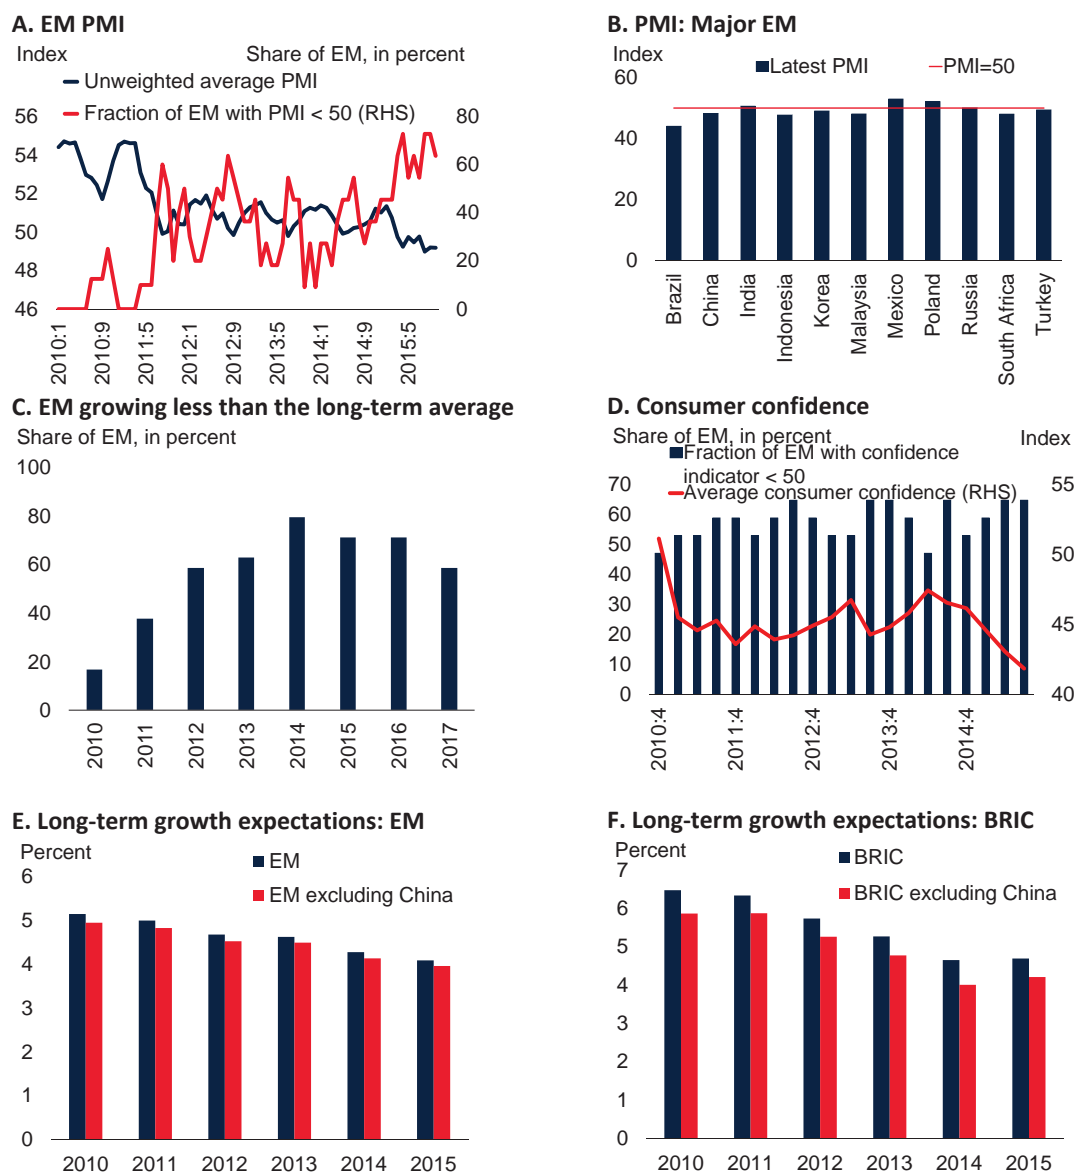 A. EM PMI
Index
Share of EM, in percent
Unweighted average PMI
Fraction of EM with PMI < 50 (RHS)
56
54
52
50
48
46
80
60
40
20
0
2010:1
2010:9
2011:5
2012:1
2012:9
2013:5
2014:1
2014:9
2015:5
B. PMI: Major EM
Index
Latest PMI
PMI=50
60
40
20
0
Brazil
China
India
Indonesia
Korea
Malaysia
Mexico
Poland
Russia
South Africa
Turkey
C. EM growing less than the long-term average
Share of EM, in percent
100
80
60
40
20
0
2010
2011
2012
2013
2014
2015
2016
2017
D. Consumer confidence
Share of EM, in percent
Index
Fraction of EM with confidence
indicator < 50
Average consumer confidence (RHS)
70
60
50
40
30
20
10
0
55
50
45
40
2010:4
2011:4
2012:4
2013:4
2014:4
E. Long-term growth expectations: EM
Percent
EM
EM excluding China
6
5
4
3
2
1
0
2010
2011
2012
2013
2014
2015
F. Long-term growth expectations: BRIC
Percent
BRIC
BRIC excluding China
7
6
5
4
3
2
1
0
2010
2011
2012
2013
2014
2015